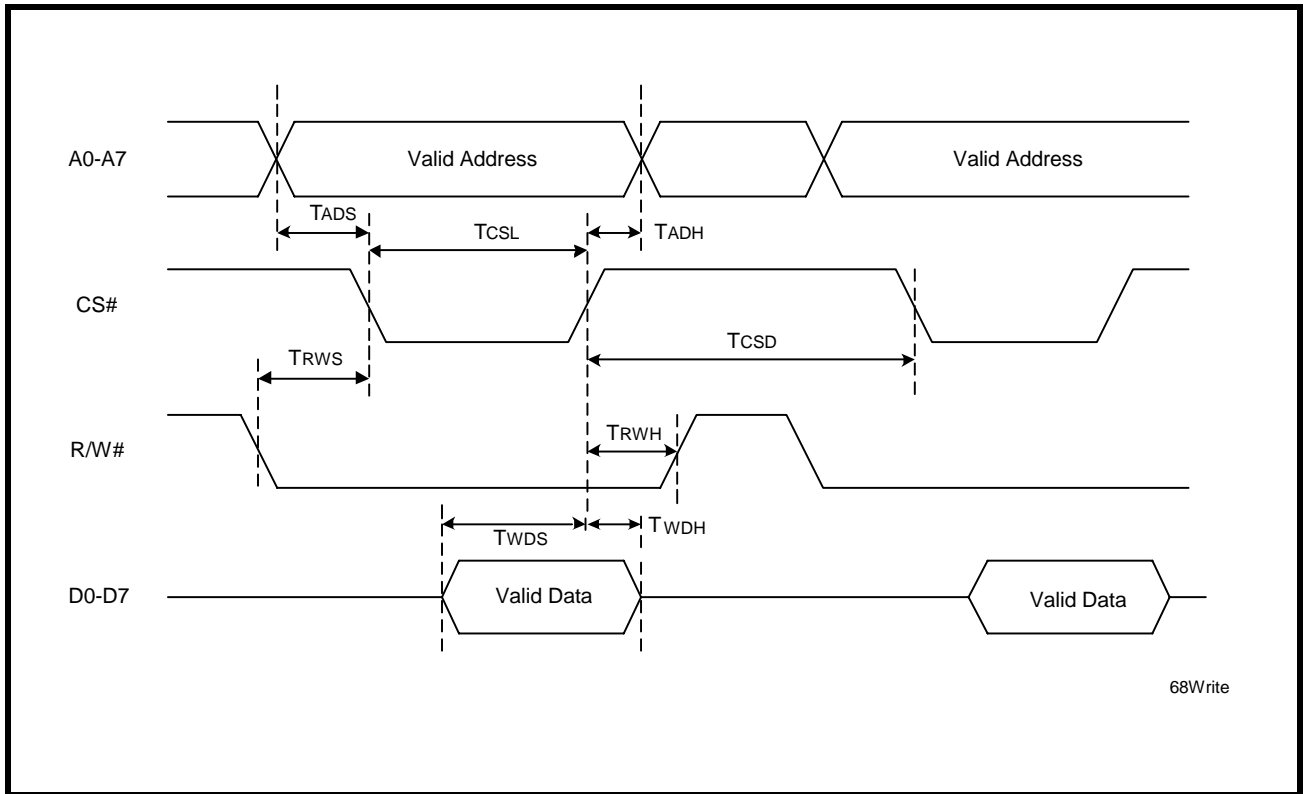 A0-A7
Valid Address
Valid Address
TADS
TCSL
TADH
CS#
TCSD
TRWS
R/W#
TRWH
TWDS
TWDH
D0-D7
Valid Data
Valid Data
68Write